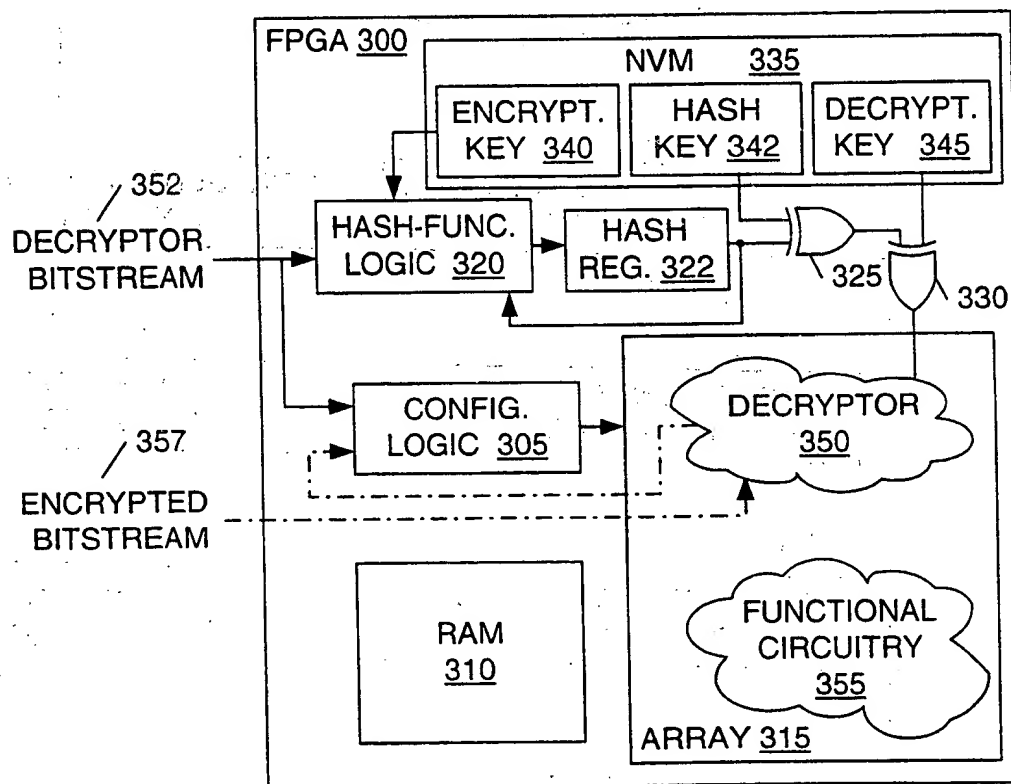 FPGA 300
NVM 335
ENCRYPT.
KEY 340
HASH
KEY 342
DECRYPT.
KEY 345
352
DECRYPTOR
BITSTREAM
HASH-FUNC.
LOGIC 320
HASH
REG. 322
325
330
CONFIG.
LOGIC 305
DECRYPTOR
350
357
ENCRYPTED
BITSTREAM
RAM
310
FUNCTIONAL
CIRCUITRY
355
ARRAY 315